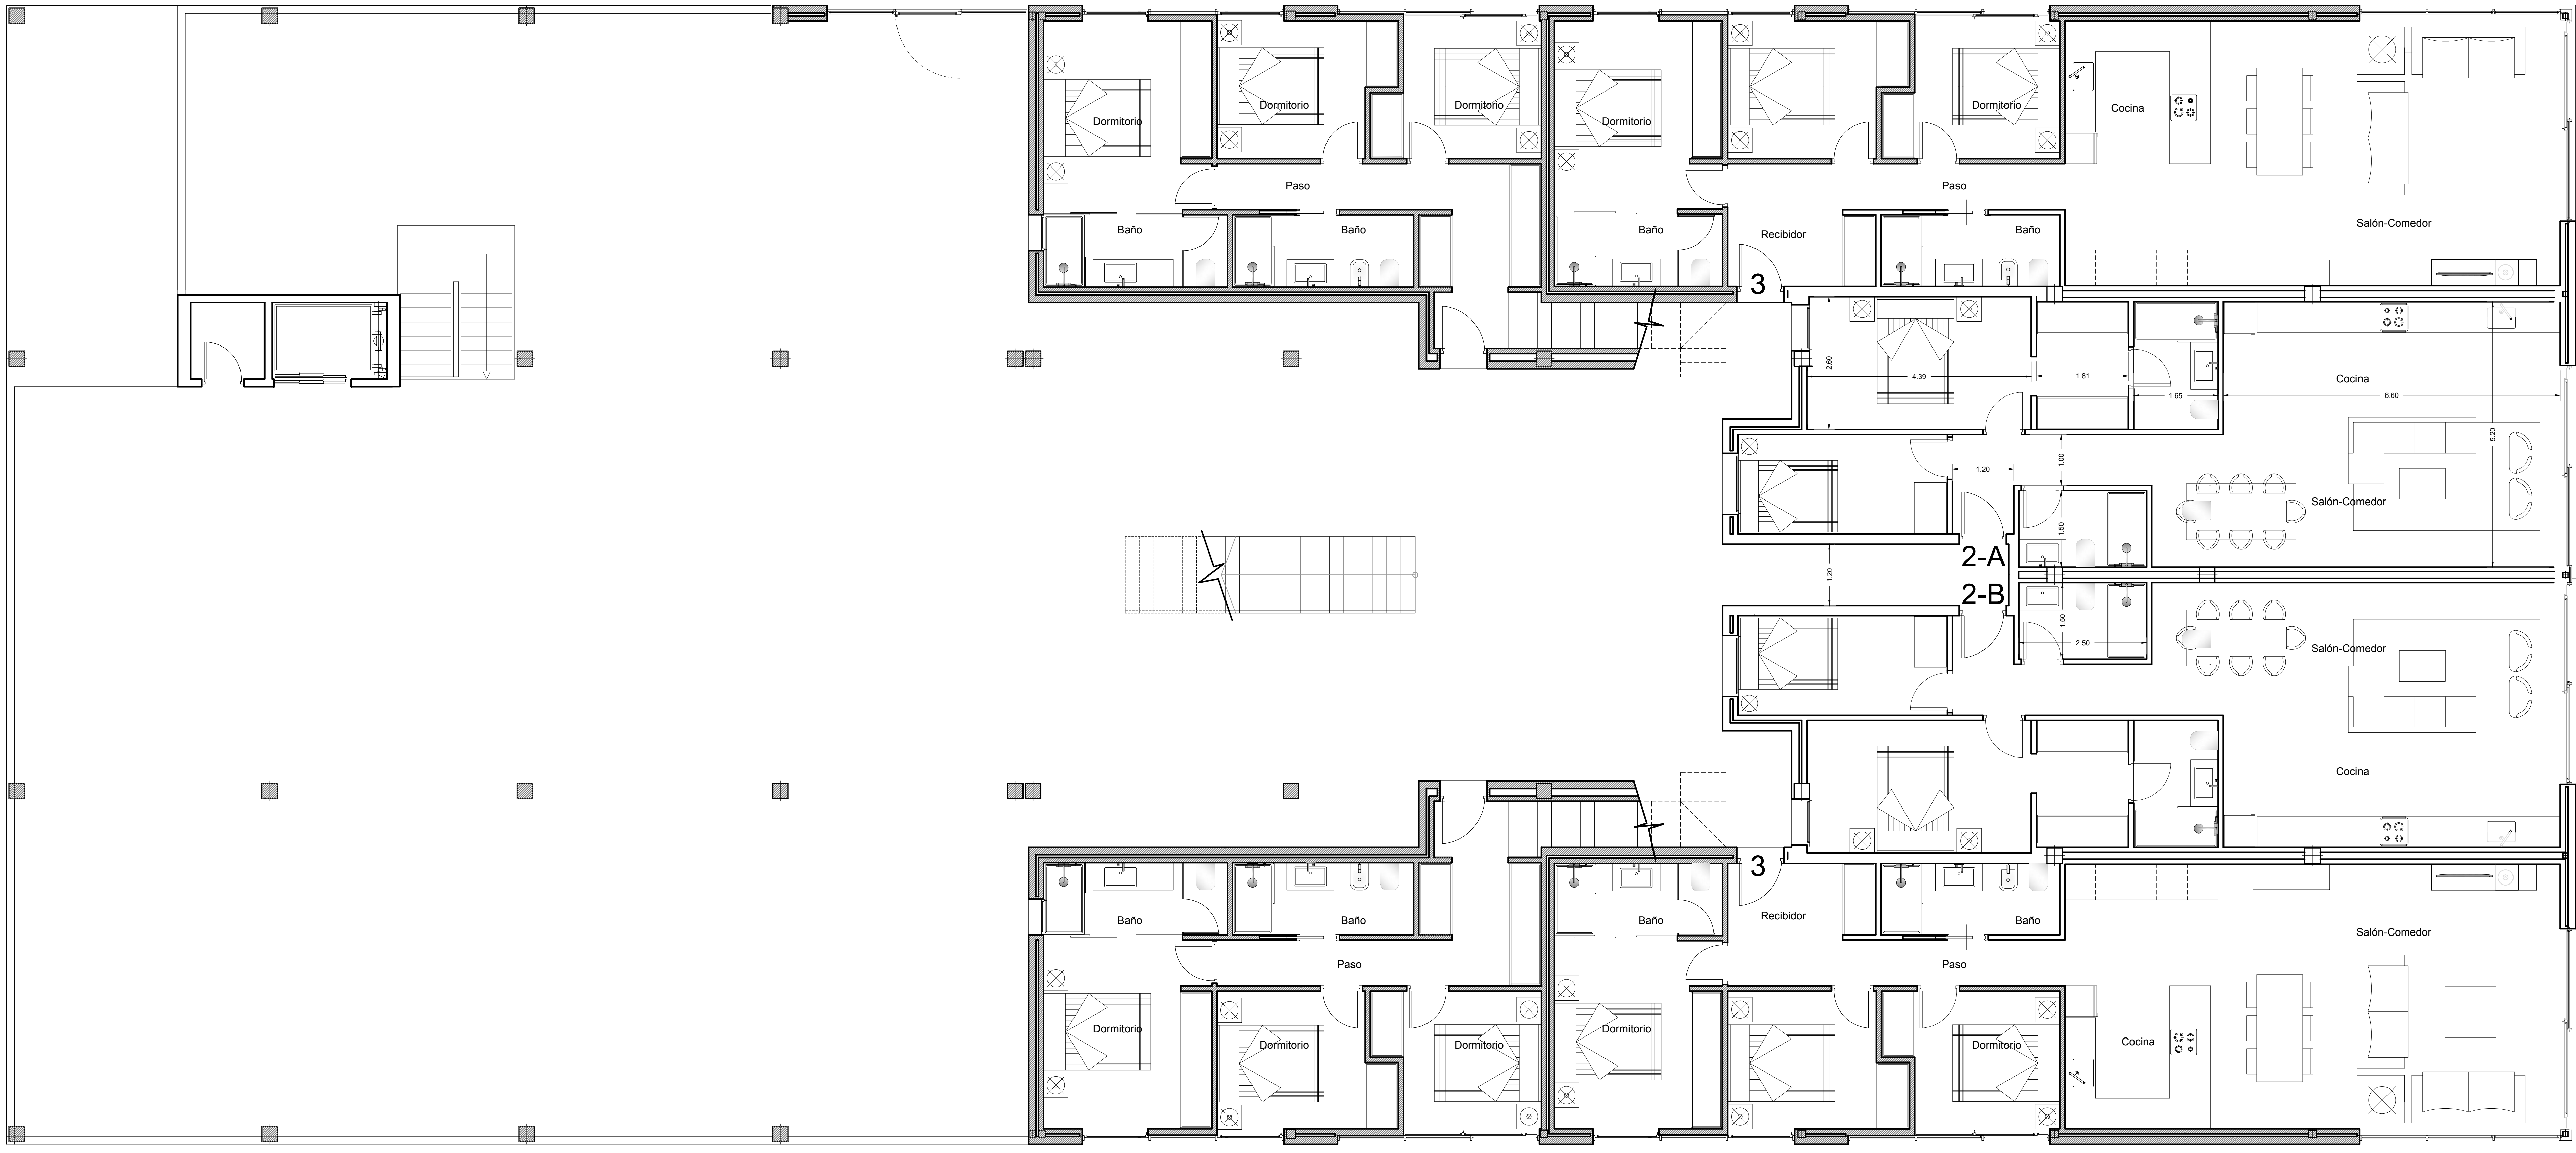 Dormitorio
Dormitorio
Dormitorio
Dormitorio
Dormitorio
Cocina
Paso
Paso
Baño
Baño
Baño
Recibidor
Baño
Salón-Comedor
3
2.60
4.39
1.81
1.65
Cocina
6.60
5.20
1.00
1.20
Salón-Comedor
1.50
2-A
1.20
2-B
1.50
2.50
Salón-Comedor
Cocina
3
Baño
Baño
Baño
Recibidor
Baño
Salón-Comedor
Paso
Paso
Dormitorio
Dormitorio
Dormitorio
Dormitorio
Dormitorio
Cocina